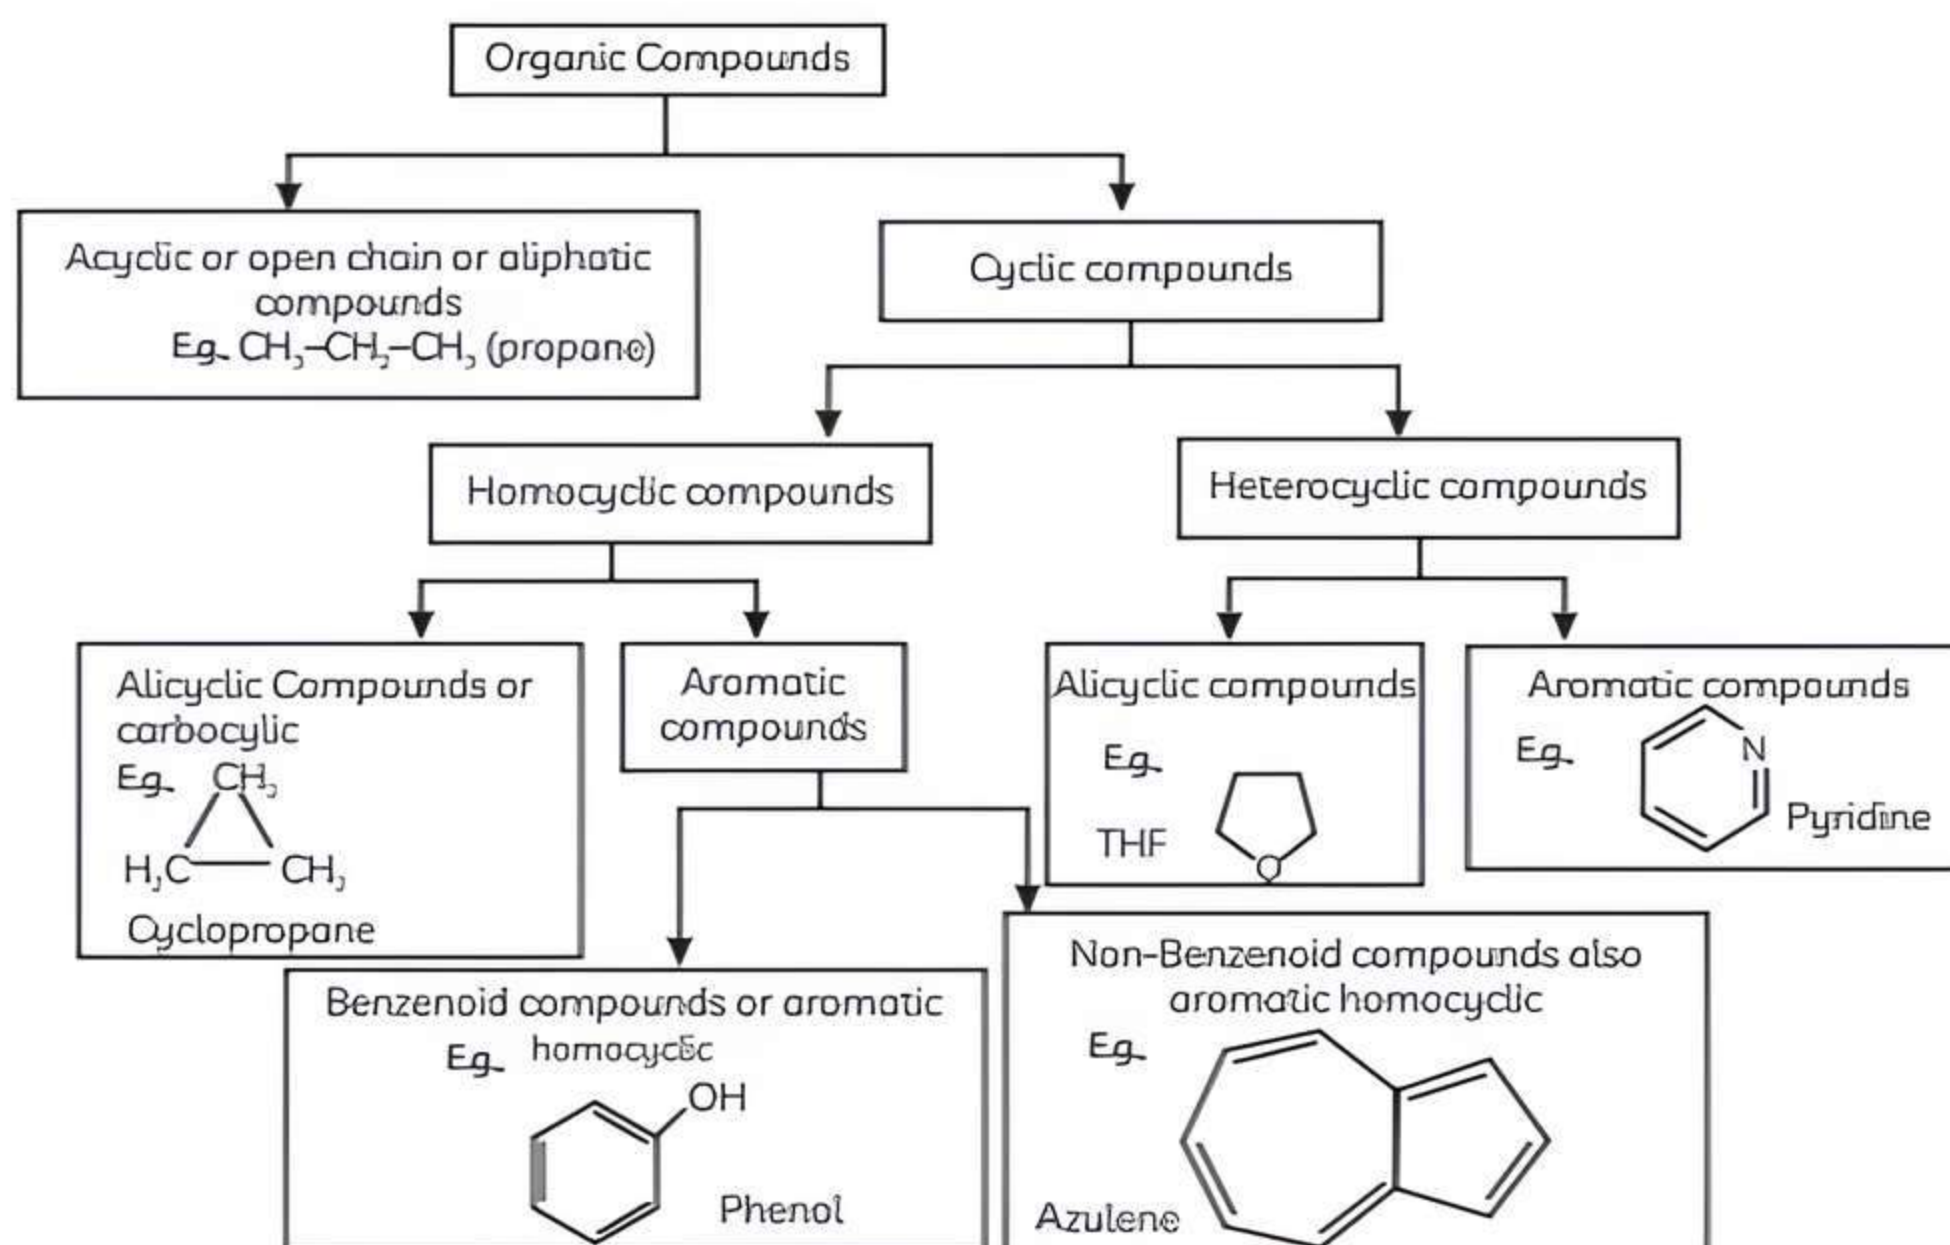 Organic Compounds
Acyclic or open chain or aliphatic
compounds
Eg. CH₃–CH₂–CH₃ (propane)
Cyclic compounds
Homocyclic compounds
Heterocyclic compounds
Alicyclic Compounds or
carbocylic
Eg.
CH₂
H₂C
CH₂
Cyclopropane
Aromatic
compounds
Alicyclic compounds
Eg.
THF
O
Aromatic compounds
Eg.
N
Pyridine
Benzenoid compounds or aromatic
homocyclic
Eg.
OH
Phenol
Non-Benzenoid compounds also
aromatic homocyclic
Eg.
Azulene